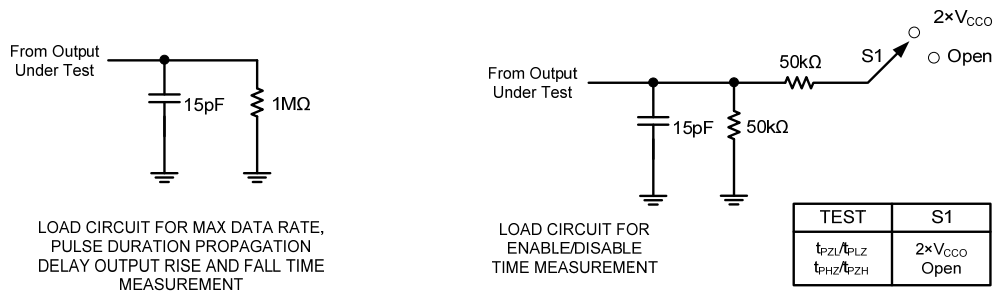 From Output
Under Test
15pF
1MΩ
LOAD CIRCUIT FOR MAX DATA RATE,
PULSE DURATION PROPAGATION
DELAY OUTPUT RISE AND FALL TIME
MEASUREMENT
2×VCCO
S1
Open
50kΩ
From Output
Under Test
15pF
50kΩ
LOAD CIRCUIT FOR
ENABLE/DISABLE
TIME MEASUREMENT
TEST S1
tPZL/tPLZ 2×VCCO
tPHZ/tPZH Open